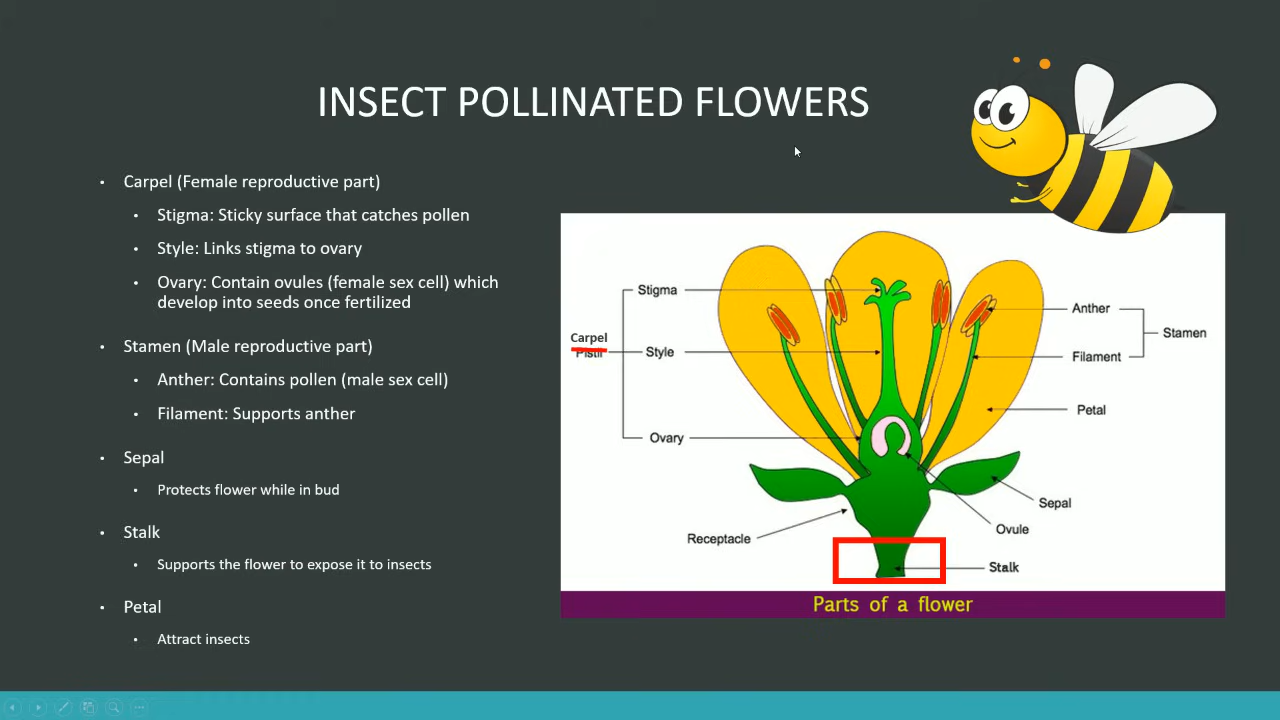 INSECT POLLINATED FLOWERS
• Carpel (Female reproductive part)
• Stigma: Sticky surface that catches pollen
• Style: Links stigma to ovary
• Ovary: Contain ovules (female sex cell) which
develop into seeds once fertilized
• Stamen (Male reproductive part)
• Anther: Contains pollen (male sex cell)
• Filament: Supports anther
• Sepal
• Protects flower while in bud
• Stalk
• Supports the flower to expose it to insects
• Petal
• Attract insects
Stigma
Carpel
Pistil
Style
Ovary
Receptacle
Anther
Stamen
Filament
Petal
Sepal
Ovule
Stalk
Parts of a flower